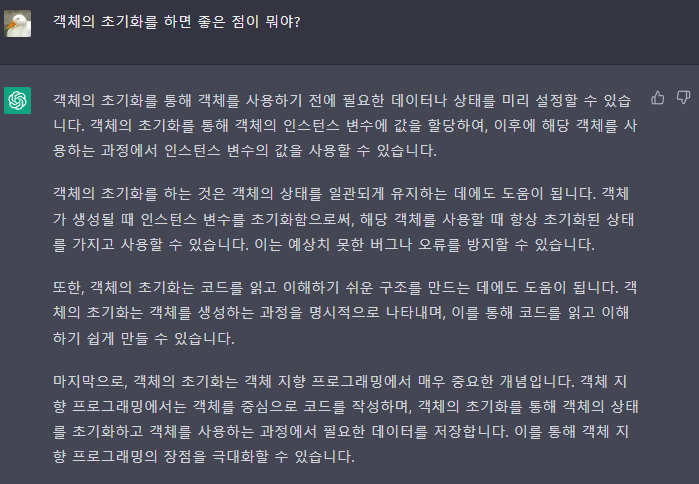 객체의 초기화를 하면 좋은 점이 뭐야?
객체의 초기화를 통해 객체를 사용하기 전에 필요한 데이터나 상태를 미리 설정할 수 있습
니다. 객체의 초기화를 통해 객체의 인스턴스 변수에 값을 할당하여, 이후에 해당 객체를 사
용하는 과정에서 인스턴스 변수의 값을 사용할 수 있습니다.
객체의 초기화를 하는 것은 객체의 상태를 일관되게 유지하는 데에도 도움이 됩니다. 객체
가 생성될 때 인스턴스 변수를 초기화함으로써, 해당 객체를 사용할 때 항상 초기화된 상태
를 가지고 사용할 수 있습니다. 이는 예상치 못한 버그나 오류를 방지할 수 있습니다.
또한, 객체의 초기화는 코드를 읽고 이해하기 쉬운 구조를 만드는 데에도 도움이 됩니다. 객
체의 초기화는 객체를 생성하는 과정을 명시적으로 나타내며, 이를 통해 코드를 읽고 이해
하기 쉽게 만들 수 있습니다.
마지막으로, 객체의 초기화는 객체 지향 프로그래밍에서 매우 중요한 개념입니다. 객체 지
향 프로그래밍에서는 객체를 중심으로 코드를 작성하며, 객체의 초기화를 통해 객체의 상태
를 초기화하고 객체를 사용하는 과정에서 필요한 데이터를 저장합니다. 이를 통해 객체 지
향 프로그래밍의 장점을 극대화할 수 있습니다.